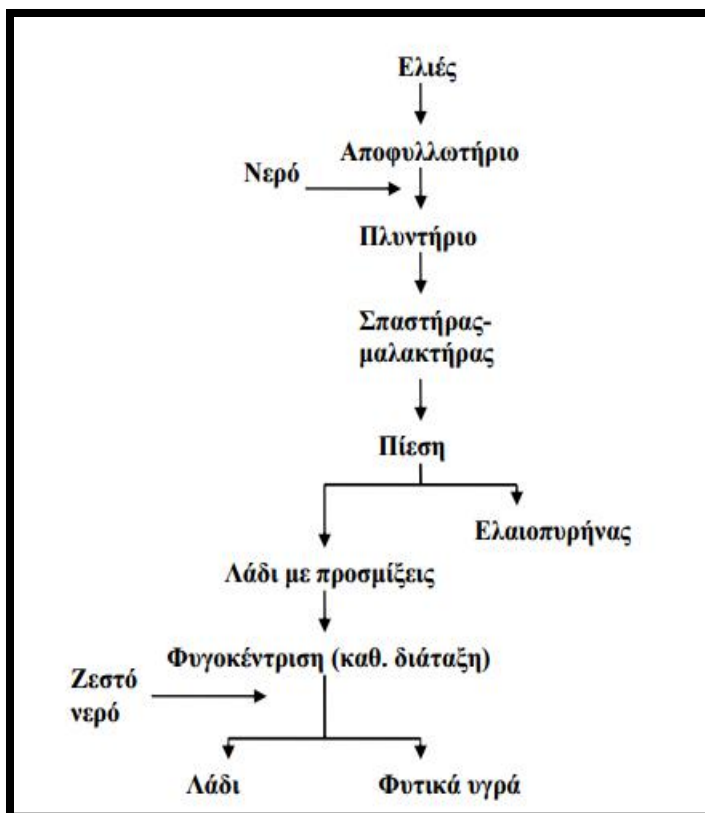 Ελιές
Αποφυλλωτήριο
Νερό
Πλυντήριο
Σπαστήρας-
μαλακτήρας
Πίεση
Ελαιοπυρήνας
Λάδι με προσμίξεις
Φυγοκέντριση (καθ. διάταξη)
Ζεστό
νερό
Λάδι
Φυτικά υγρά